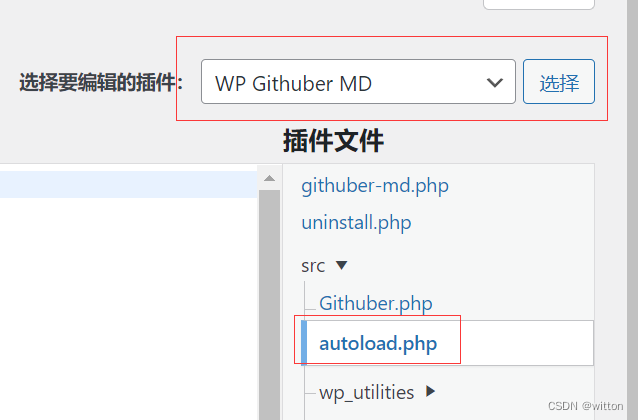 选择要编辑的插件： WP Githuber MD 选择
插件文件
githuber-md.php
uninstall.php
src
Githuber.php
autoload.php
wp_utilities
CSDN @witton